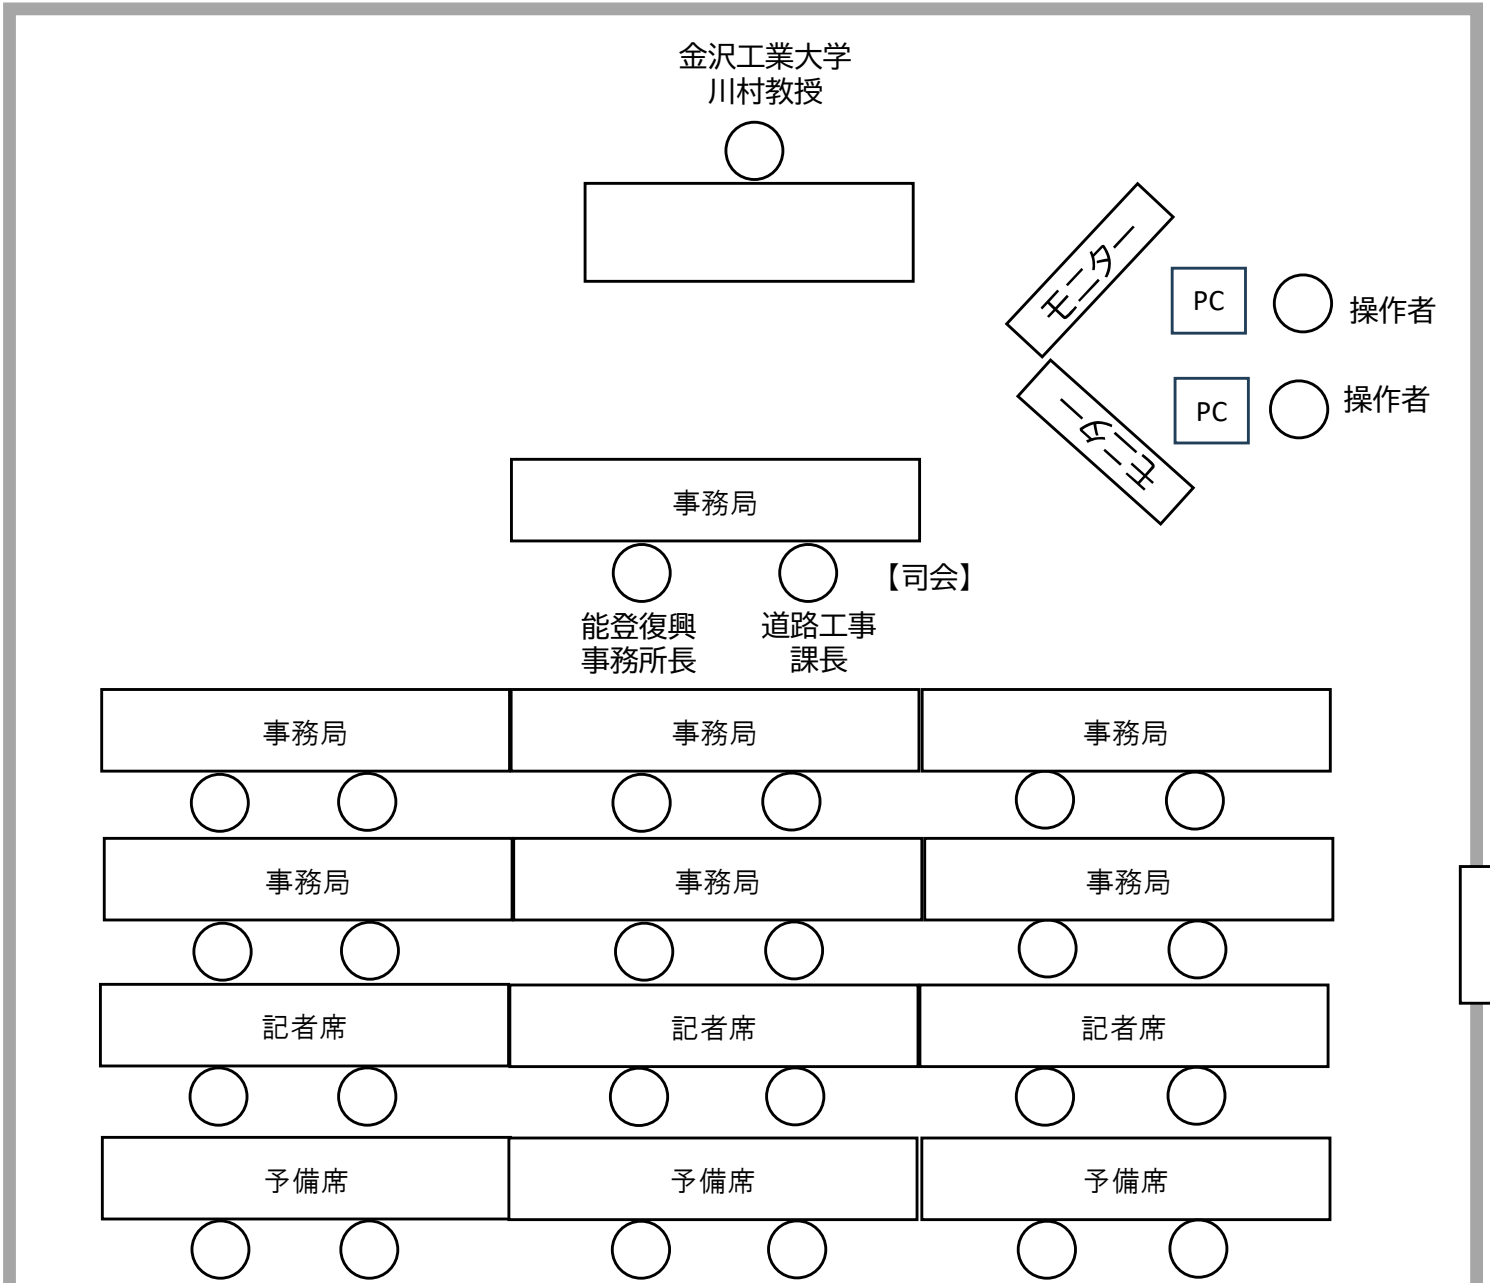 金沢工業大学
川村教授
モニター
PC
操作者
モニター
PC
操作者
事務局
【司会】
能登復興
事務所長
道路工事
課長
事務局
事務局
事務局
事務局
事務局
事務局
記者席
記者席
記者席
予備席
予備席
予備席